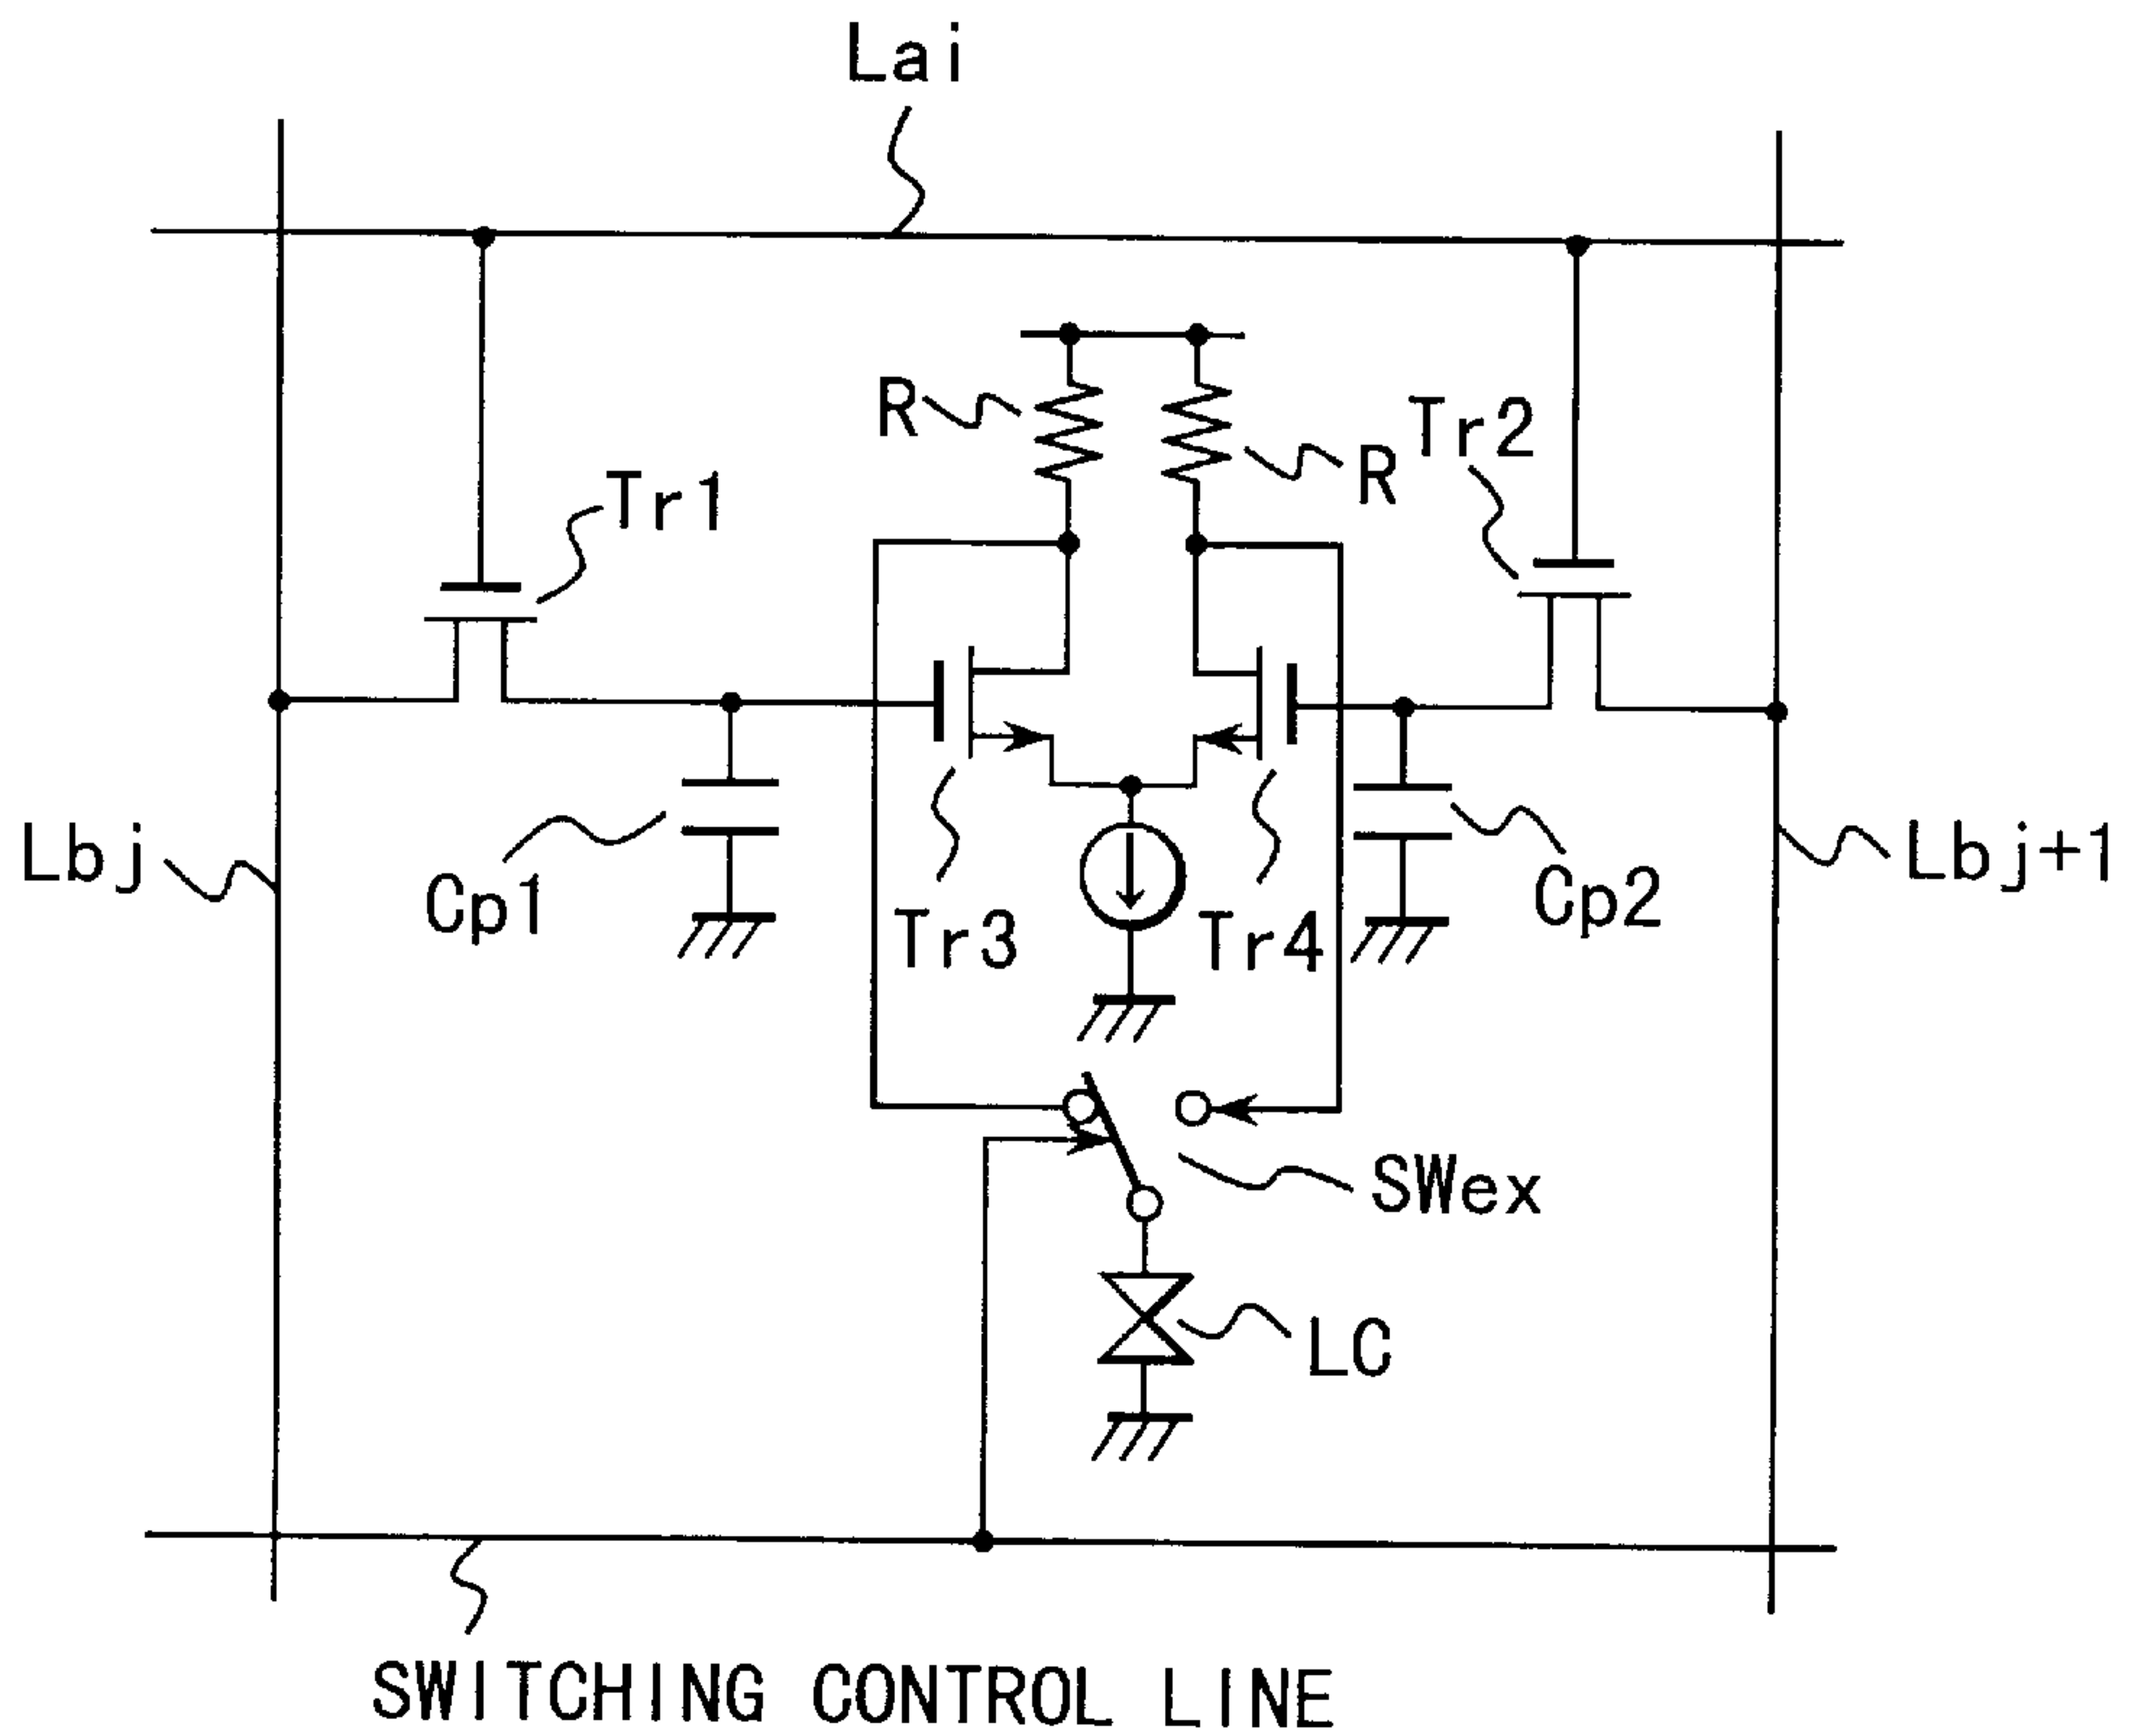 Lai
R
R
Tr2
Tr1
Lbj
Cp1
Tr3
Tr4
Cp2
Lbj+1
SWex
LC
SWITCHING CONTROL LINE